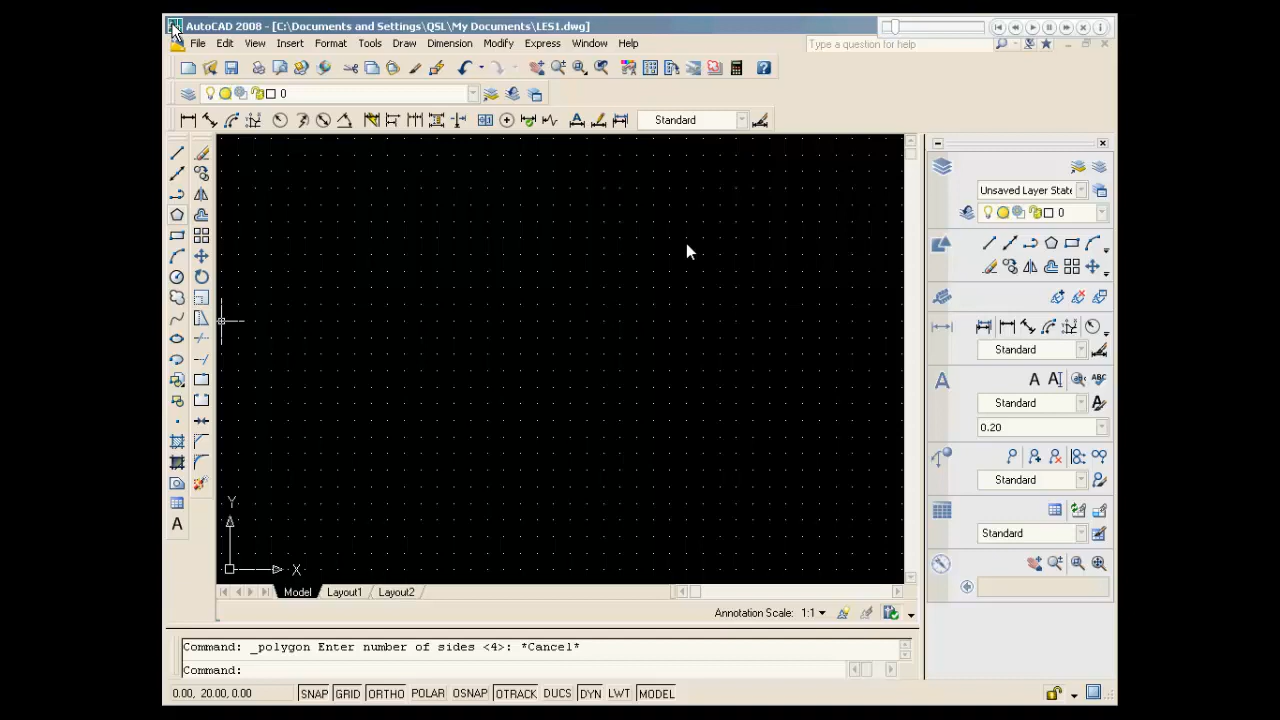 AutoCAD 2008 - [C:\Documents and Settings\QSL\My Documents\LES1.dwg]
File Edit View Insert Format Tools Draw Dimension Modify Express Window Help
Type a question for help
0
Standard
Unsaved Layer State
0
Standard
A A ABC
Standard
0.20
Standard
Standard
A
Y
X
Model Layout1 Layout2
Annotation Scale: 1:1
Command: _polygon Enter number of sides <4>: *Cancel*
Command:
0.00, 20.00, 0.00 SNAP GRID ORTHO POLAR OSNAP OTRACK DUCS DYN LWT MODEL